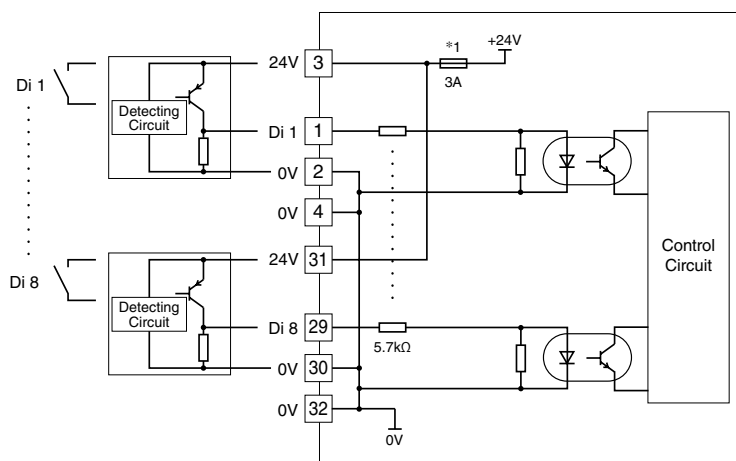 24V 3 *1 +24V
3A
Di 1
Detecting
Circuit
Di 1 1
0V 2
0V 4
24V 31
Di 8
Detecting
Circuit
Di 8 29
5.7kΩ
0V 30
0V 32
0V
Control
Circuit